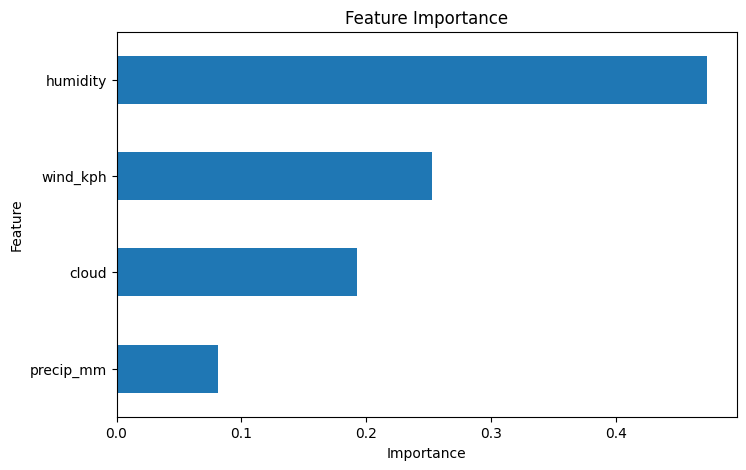 Feature Importance
humidity
wind_kph
cloud
precip_mm
Feature
0.0 0.1 0.2 0.3 0.4
Importance